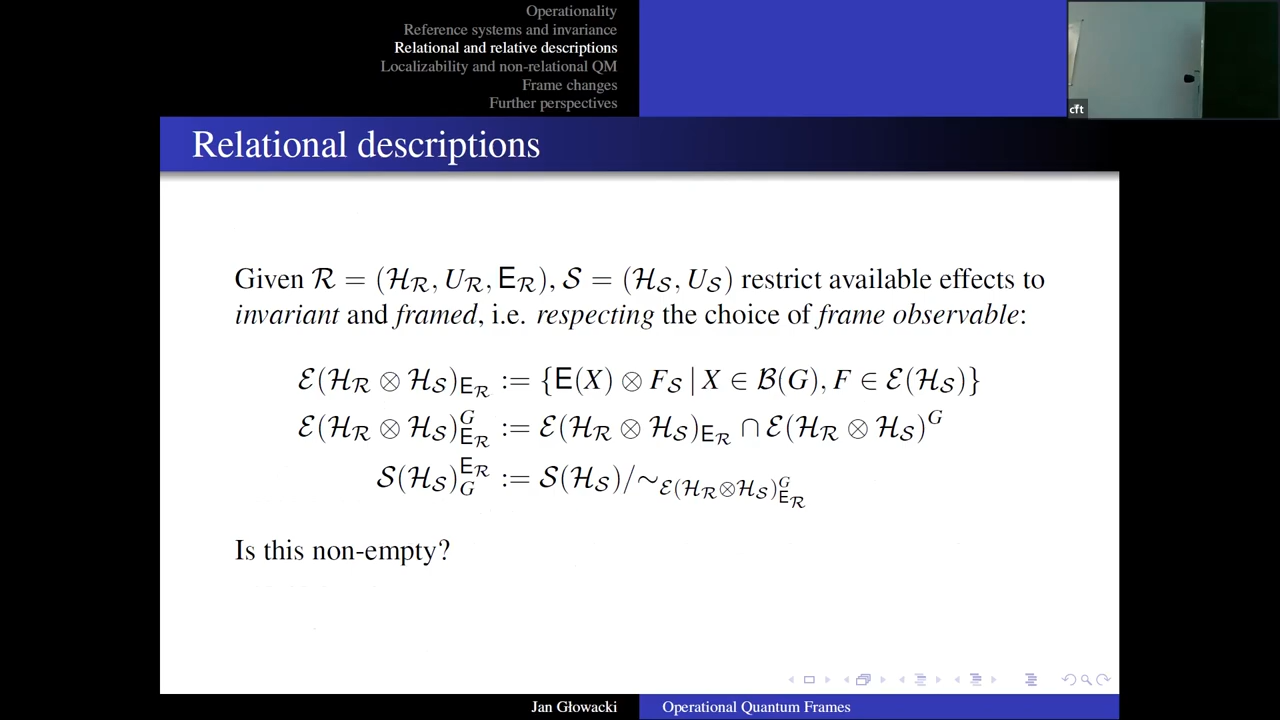 Operationality
Reference systems and invariance
Relational and relative descriptions
Localizability and non-relational QM
Frame changes
Further perspectives
cft
Relational descriptions
Given ℛ = (ℋ_ℛ, U_ℛ, E_ℛ), 𝒮 = (ℋ_𝒮, U_𝒮) restrict available effects to
invariant and framed, i.e. respecting the choice of frame observable:
ℰ(ℋ_ℛ ⊗ ℋ_𝒮)_{E_ℛ} := {E(X) ⊗ F_𝒮 | X ∈ ℬ(G), F ∈ ℰ(ℋ_𝒮)}
ℰ(ℋ_ℛ ⊗ ℋ_𝒮)^G_{E_ℛ} := ℰ(ℋ_ℛ ⊗ ℋ_𝒮)_{E_ℛ} ∩ ℰ(ℋ_ℛ ⊗ ℋ_𝒮)^G
𝒮(ℋ_𝒮)^{E_ℛ}_G := 𝒮(ℋ_𝒮)/∼_{ℰ(ℋ_ℛ⊗ℋ_𝒮)^G_{E_ℛ}}
Is this non-empty?
Jan Głowacki
Operational Quantum Frames